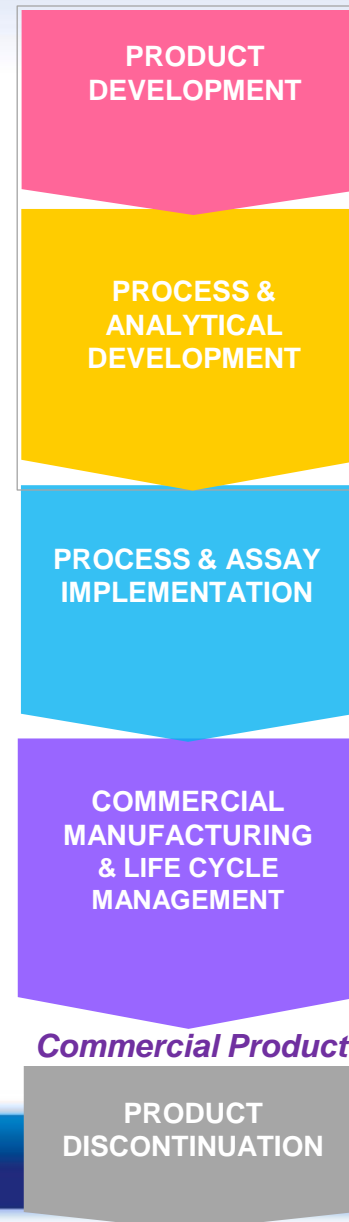 PRODUCT
DEVELOPMENT
PROCESS &
ANALYTICAL
DEVELOPMENT
PROCESS & ASSAY
IMPLEMENTATION
COMMERCIAL
MANUFACTURING
& LIFE CYCLE
MANAGEMENT
Commercial Product
PRODUCT
DISCONTINUATION